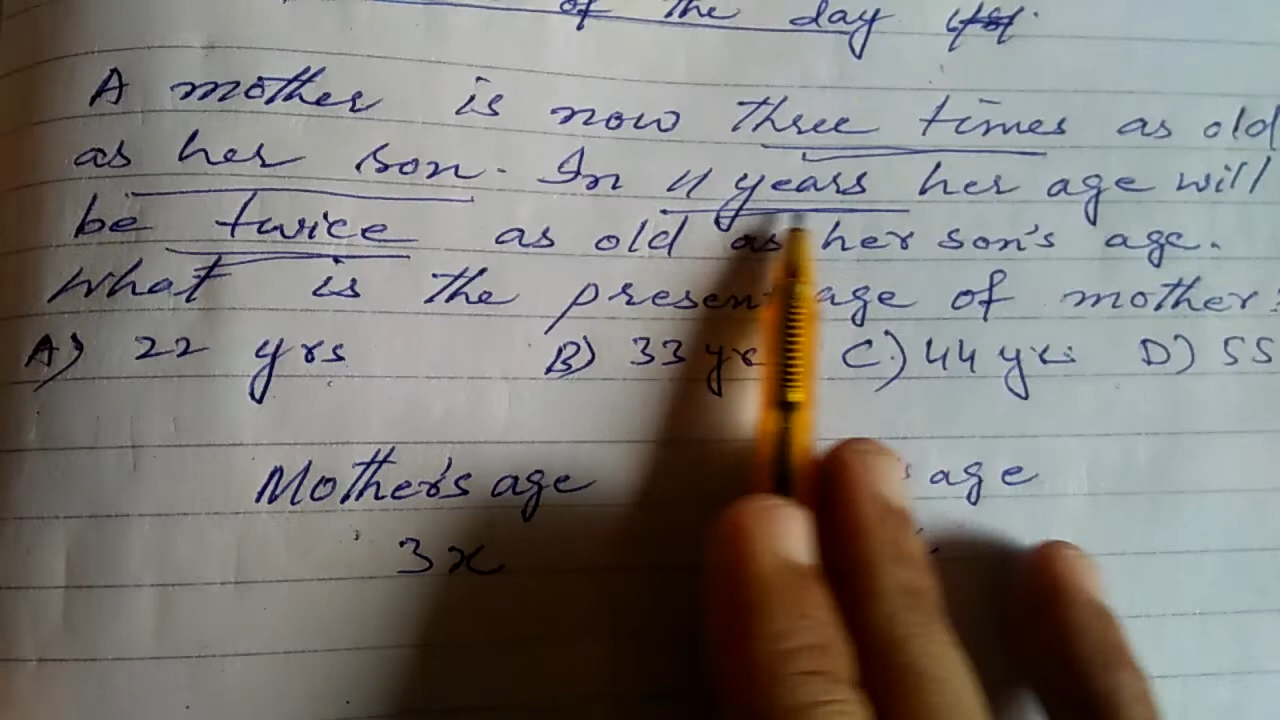 of the day
A mother is now three times as old
as her son. In 11 years her age will
be twice as old as her son's age.
What is the present age of mother
A) 22 yrs B) 33 yr C) 44 yrs D) 55
Mother's age age
3x